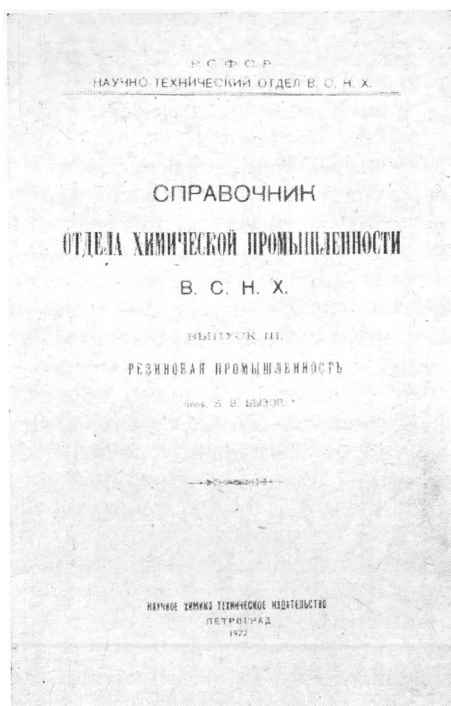 Р. С. Ф. С. Р.
НАУЧНО-ТЕХНИЧЕСКИЙ ОТДЕЛ В. С. Н. Х.
СПРАВОЧНИК
ОТДЕЛА ХИМИЧЕСКОЙ ПРОМЫШЛЕННОСТИ
В. С. Н. Х.
ВЫПУСК III.
РЕЗИНОВАЯ ПРОМЫШЛЕННОСТЬ
Б. В. БЫЗОВ.
НАУЧНОЕ ХИМИКО ТЕХНИЧЕСКОЕ ИЗДАТЕЛЬСТВО
ПЕТРОГРАД
1922